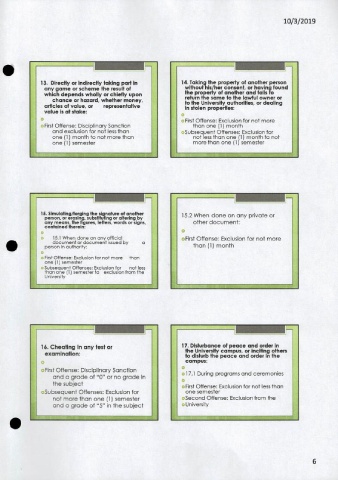 10/3/2019
13. Directly or indirectly taking part in
any game or scheme the result of
which depends wholly or chiefly upon
chance or hazard, whether money,
articles of value, or representative
value is at stake:
First Offense: Disciplinary Sanction
and exclusion for not less than
one (1) month to not more than
one (1) semester
14. Taking the property of another person
without his/her consent, or having found
the property of another and fails to
return the same to the lawful owner or
to the University authorities, or dealing
in stolen properties:
First Offense: Exclusion for not more
than one (1) month
Subsequent Offenses: Exclusion for
not less than one (1) month to not
more than one (1) semester
15. Simulating/forging the signature of another
person, or erasing, substituting or altering by
any means, the figures, letters, words or signs
contained therein:
15.1 When done on any official
document or document issued by a
person in authority:
First Offense: Exclusion for not more than
one (1) semester
Subsequent Offenses: Exclusion for not less
than one (1) semester to exclusion from the
University
15.2 When done on any private or
other document:
First Offense: Exclusion for not more
than (1) month
16. Cheating in any test or
examination:
First Offense: Disciplinary Sanction
and a grade of "0" or no grade in
the subject
Subsequent Offenses: Exclusion for
not more than one (1) semester
and a grade of "5" in the subject
17. Disturbance of peace and order in
the University campus, or inciting others
to disturb the peace and order in the
campus:
17.1 During programs and ceremonies
First Offense: Exclusion for not less than
one semester
Second Offense: Exclusion from the
University
6